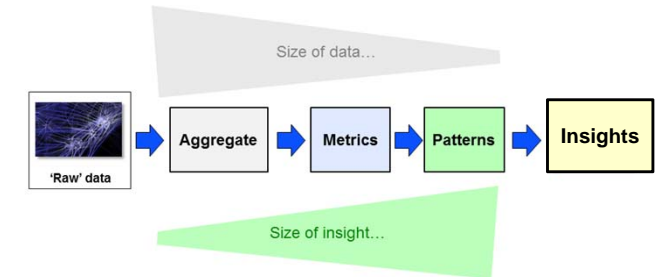 Size of data…
'Raw' data
Aggregate
Metrics
Patterns
Insights
Size of insight…